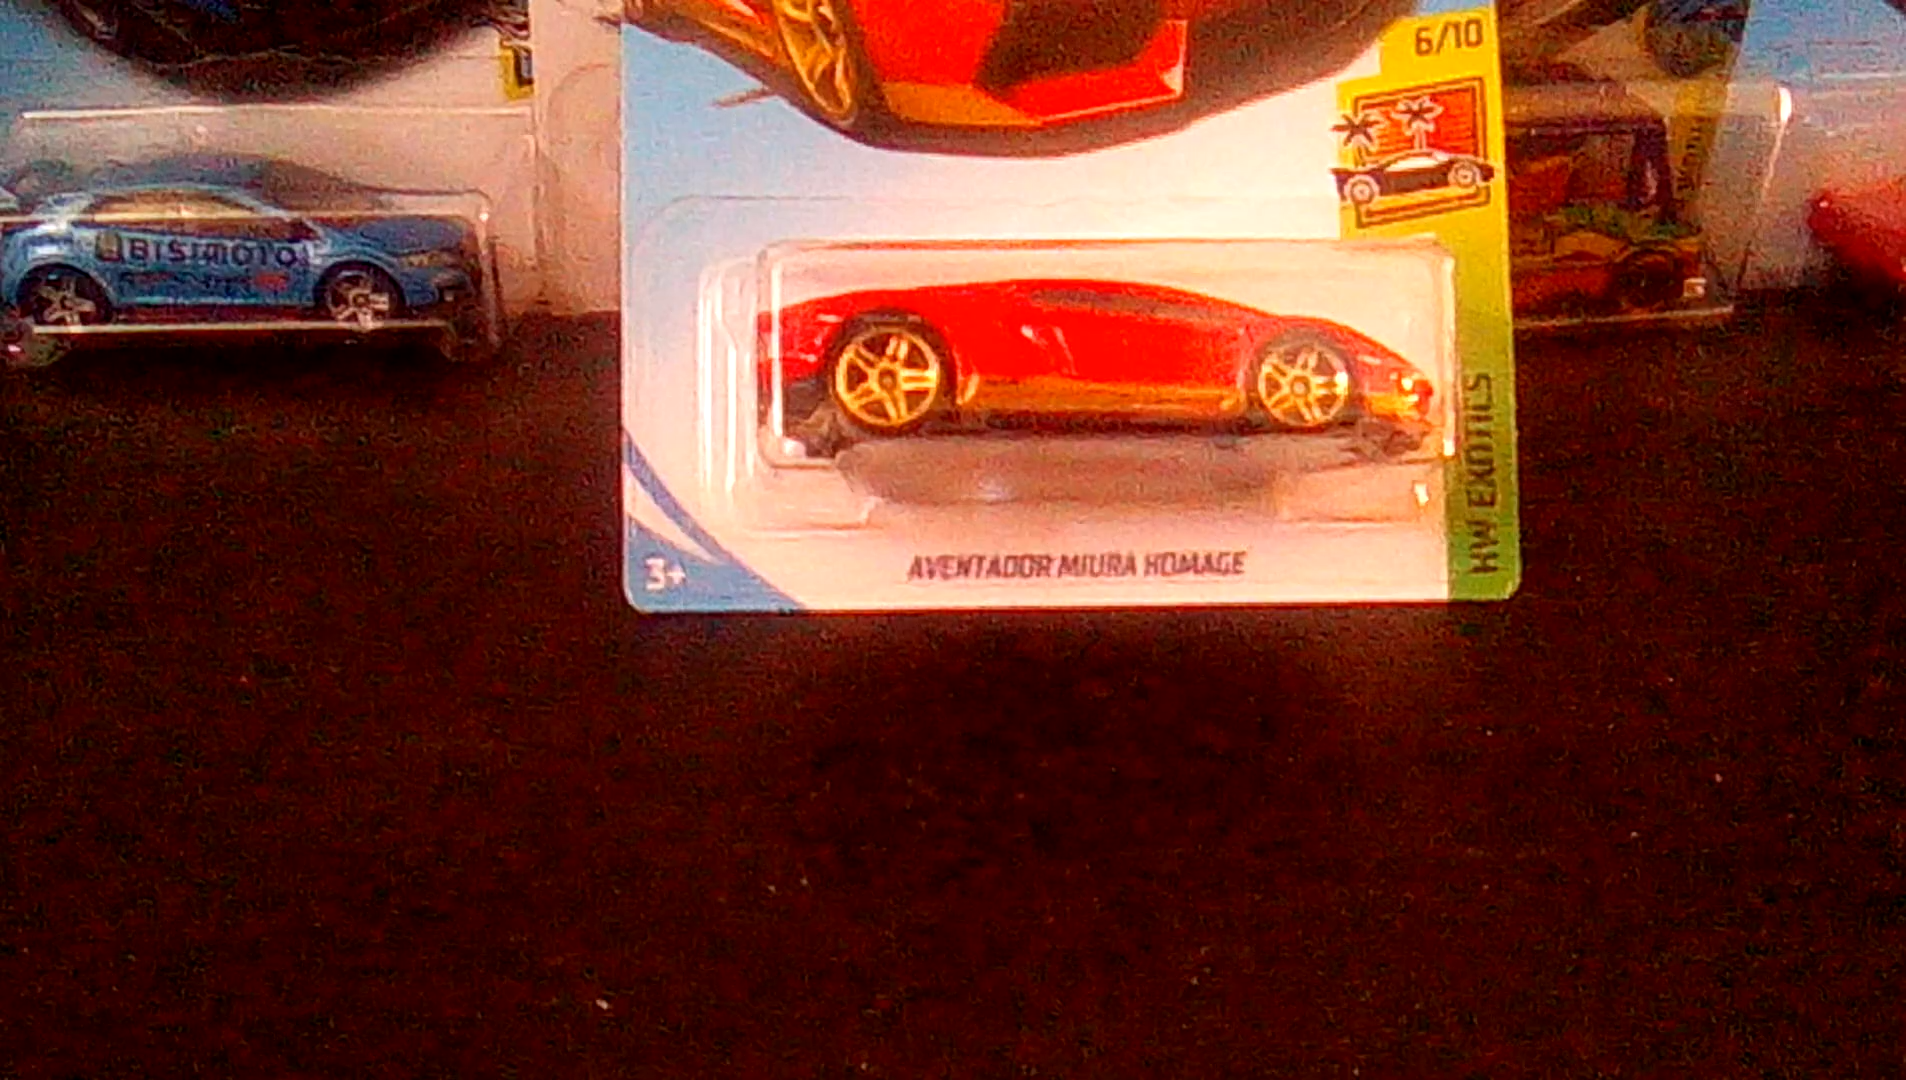 6/10
BISIMOTO
HW EXOTICS
AVENTADOR MIURA HOMAGE
3+